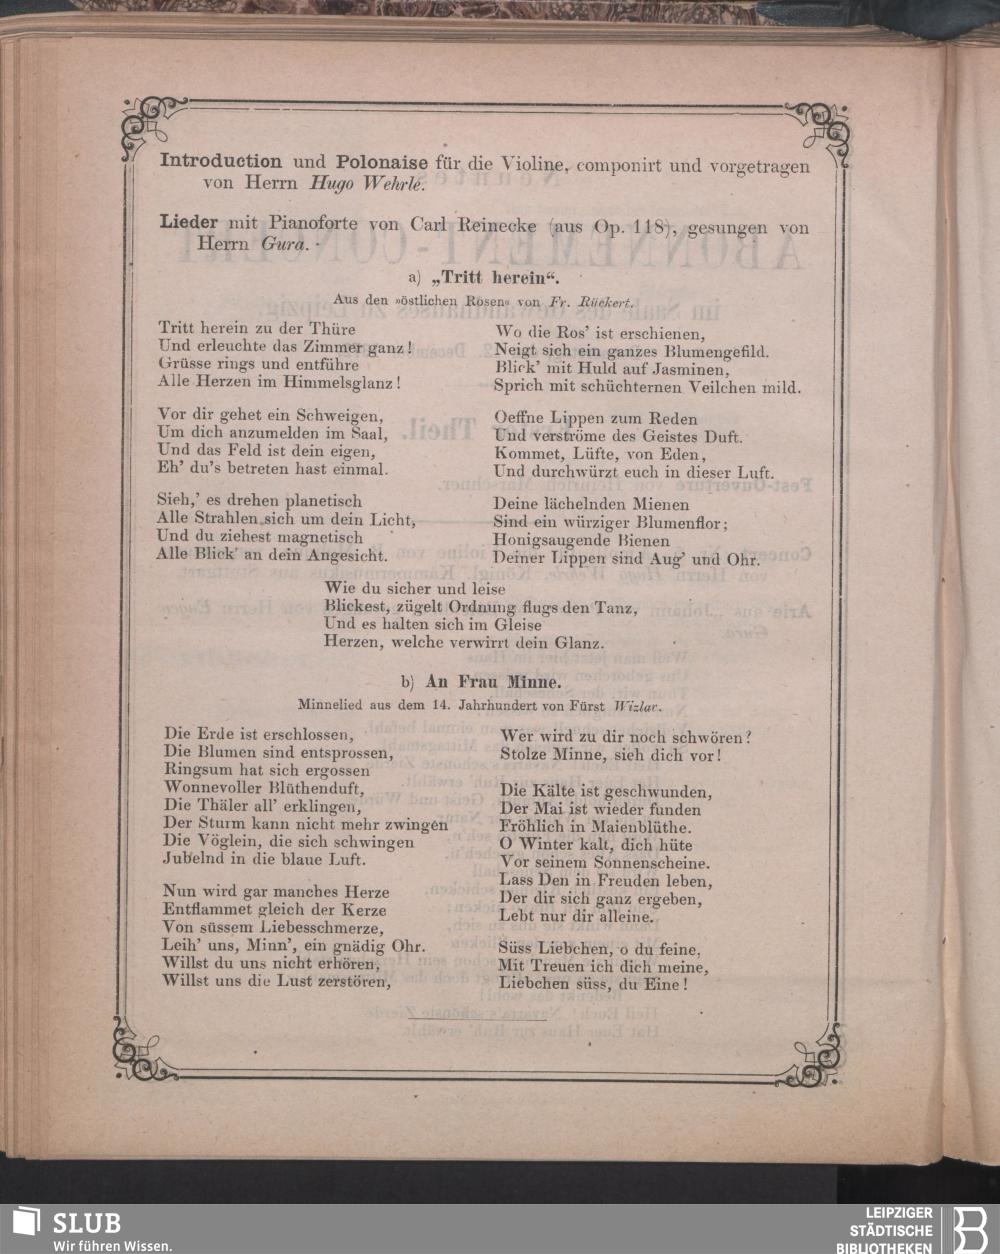 Introduction und Polonaise für die Violine, componirt und vorgetragen
von Herrn Hugo Wehrle.
Lieder mit Pianoforte von Carl Reinecke (aus Op. 118), gesungen von
Herrn Gura.
a) „Tritt herein“.
Aus den »östlichen Rosen« von Fr. Rückert.
Tritt herein zu der Thüre
Und erleuchte das Zimmer ganz!
Grüsse rings und entführe
Alle Herzen im Himmelsglanz!
Vor dir gehet ein Schweigen,
Um dich anzumelden im Saal,
Und das Feld ist dein eigen,
Eh' du's betreten hast einmal.
Sieh,' es drehen planetisch
Alle Strahlen sich um dein Licht,
Und du ziehest magnetisch
Alle Blick' an dein Angesicht.
Wo die Ros' ist erschienen,
Neigt sich ein ganzes Blumengefild.
Blick' mit Huld auf Jasminen,
Sprich mit schüchternen Veilchen mild.
Oeffne Lippen zum Reden
Und verströme des Geistes Duft.
Kommet, Lüfte, von Eden,
Und durchwürzt euch in dieser Luft.
Deine lächelnden Mienen
Sind ein würziger Blumenflor;
Honigsaugende Bienen
Deiner Lippen sind Aug' und Ohr.
Wie du sicher und leise
Blickest, zügelt Ordnung flugs den Tanz,
Und es halten sich im Gleise
Herzen, welche verwirrt dein Glanz.
b) An Frau Minne.
Minnelied aus dem 14. Jahrhundert von Fürst Wizlav.
Die Erde ist erschlossen,
Die Blumen sind entsprossen,
Ringsum hat sich ergossen
Wonnevoller Blüthenduft,
Die Thäler all' erklingen,
Der Sturm kann nicht mehr zwingen
Die Vöglein, die sich schwingen
Jubelnd in die blaue Luft.
Nun wird gar manches Herze
Entflammet gleich der Kerze
Von süssem Liebesschmerze,
Leih' uns, Minn', ein gnädig Ohr.
Willst du uns nicht erhören,
Willst uns die Lust zerstören,
Wer wird zu dir noch schwören?
Stolze Minne, sieh dich vor!
Die Kälte ist geschwunden,
Der Mai ist wieder funden
Fröhlich in Maienblüthe.
O Winter kalt, dich hüte
Vor seinem Sonnenscheine.
Lass Den in Freuden leben,
Der dir sich ganz ergeben,
Lebt nur dir alleine.
Süss Liebchen, o du feine,
Mit Treuen ich dich meine,
Liebchen süss, du Eine!
SLUB
Wir führen Wissen.
LEIPZIGER
STÄDTISCHE
BIBLIOTHEKEN